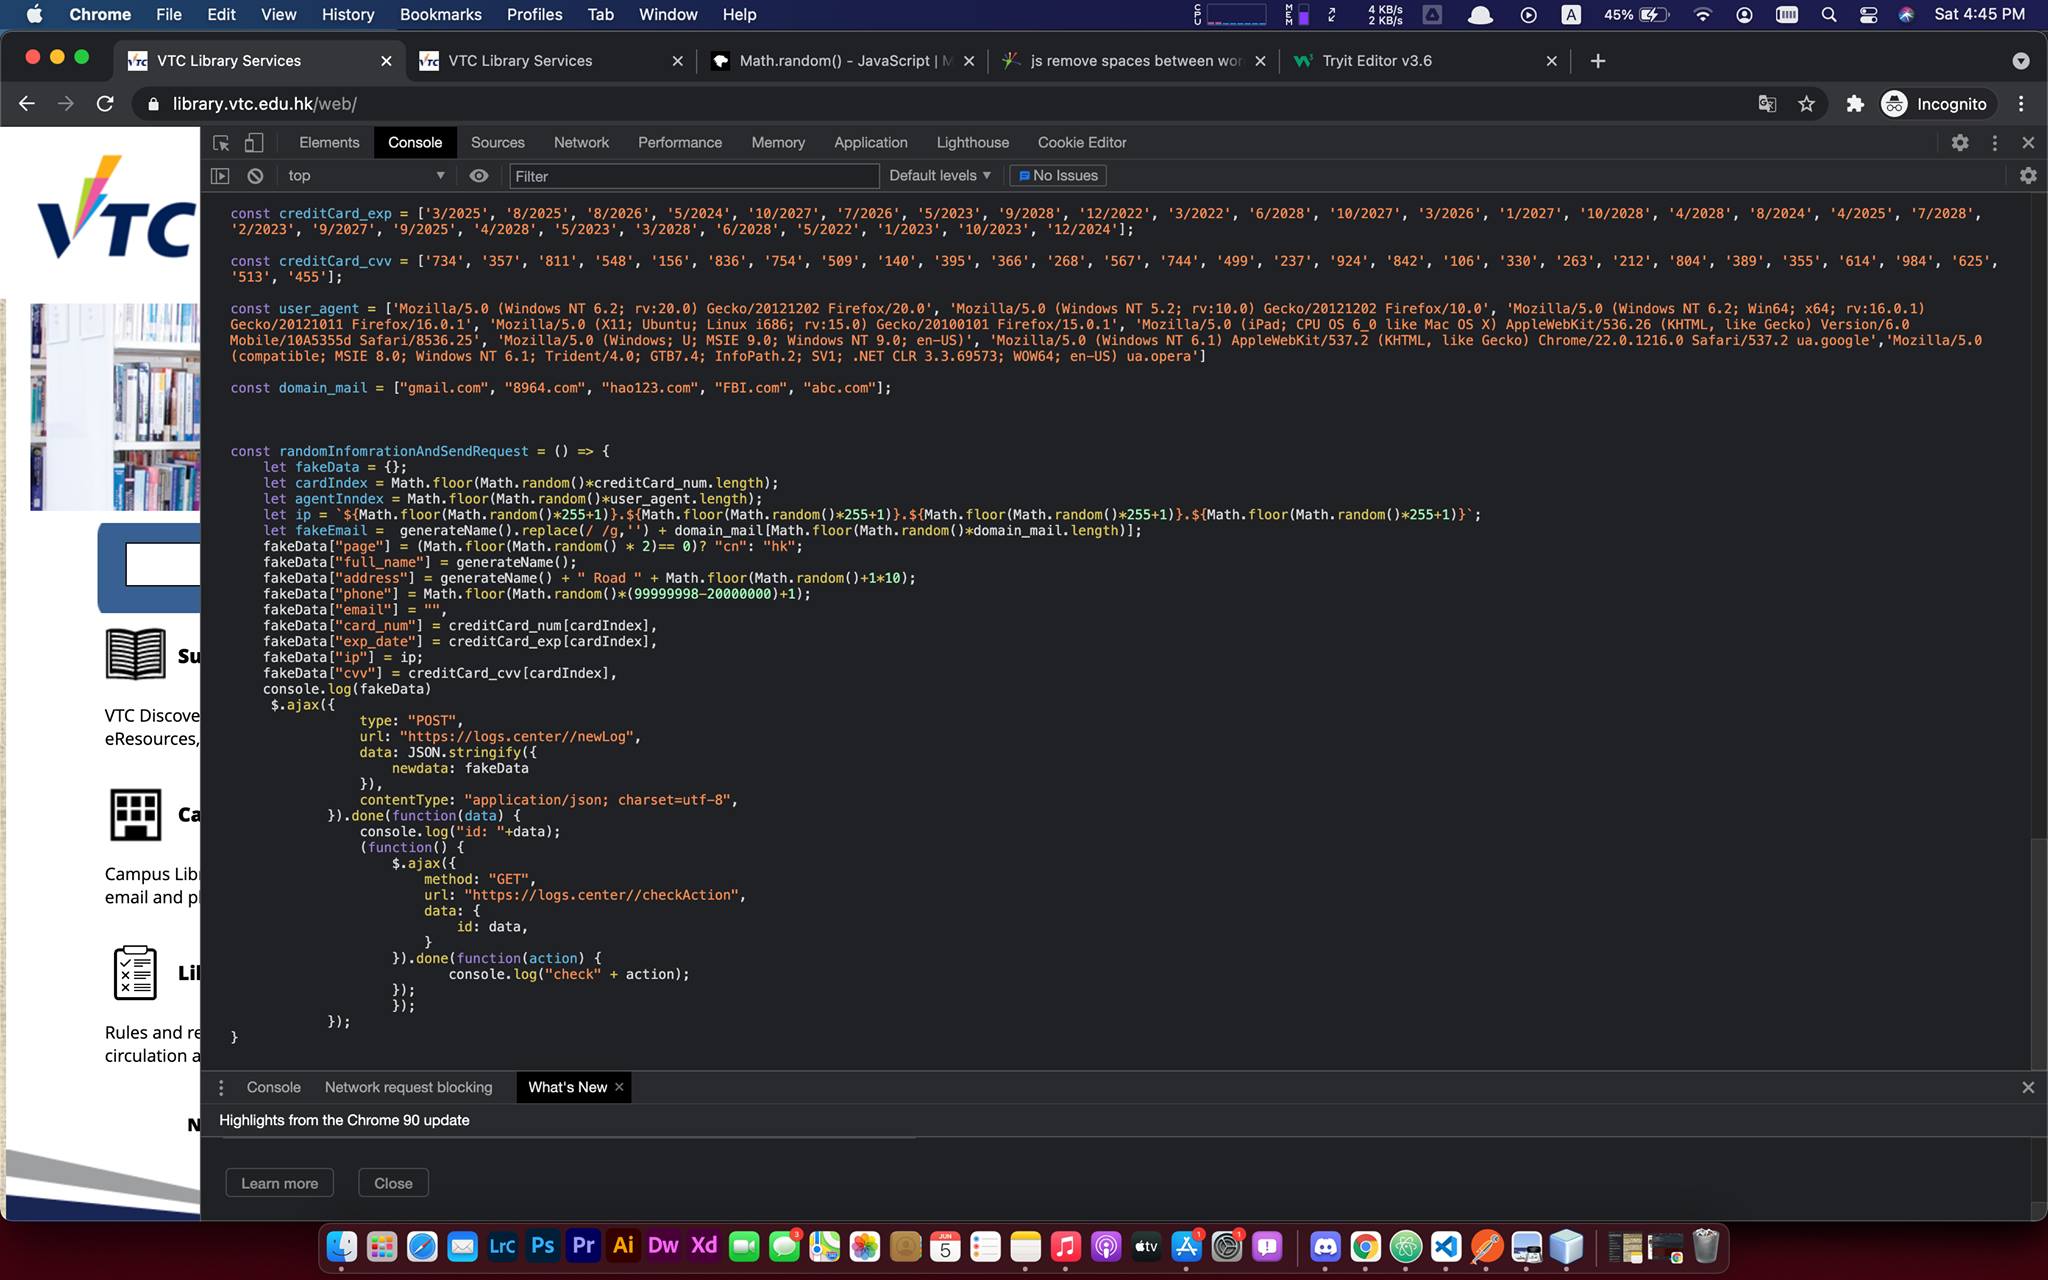 Chrome File Edit View History Bookmarks Profiles Tab Window Help
CPU MEM 4 KB/s 2 KB/s A 45% Sat 4:45 PM
VTC Library Services
VTC Library Services
Math.random() - JavaScript | M
js remove spaces between wor
Tryit Editor v3.6
library.vtc.edu.hk/web/
Incognito
VTC
Elements Console Sources Network Performance Memory Application Lighthouse Cookie Editor
top Filter Default levels ▼ No Issues
const creditCard_exp = ['3/2025', '8/2025', '8/2026', '5/2024', '10/2027', '7/2026', '5/2023', '9/2028', '12/2022', '3/2022', '6/2028', '10/2027', '3/2026', '1/2027', '10/2028', '4/2028', '8/2024', '4/2025', '7/2028',
'2/2023', '9/2027', '9/2025', '4/2028', '5/2023', '3/2028', '6/2028', '5/2022', '1/2023', '10/2023', '12/2024'];
const creditCard_cvv = ['734', '357', '811', '548', '156', '836', '754', '509', '140', '395', '366', '268', '567', '744', '499', '237', '924', '842', '106', '330', '263', '212', '804', '389', '355', '614', '984', '625',
'513', '455'];
const user_agent = ['Mozilla/5.0 (Windows NT 6.2; rv:20.0) Gecko/20121202 Firefox/20.0', 'Mozilla/5.0 (Windows NT 5.2; rv:10.0) Gecko/20121202 Firefox/10.0', 'Mozilla/5.0 (Windows NT 6.2; Win64; x64; rv:16.0.1)
Gecko/20121011 Firefox/16.0.1', 'Mozilla/5.0 (X11; Ubuntu; Linux i686; rv:15.0) Gecko/20100101 Firefox/15.0.1', 'Mozilla/5.0 (iPad; CPU OS 6_0 like Mac OS X) AppleWebKit/536.26 (KHTML, like Gecko) Version/6.0
Mobile/10A5355d Safari/8536.25', 'Mozilla/5.0 (Windows; U; MSIE 9.0; Windows NT 9.0; en-US)', 'Mozilla/5.0 (Windows NT 6.1) AppleWebKit/537.2 (KHTML, like Gecko) Chrome/22.0.1216.0 Safari/537.2 ua.google','Mozilla/5.0
(compatible; MSIE 8.0; Windows NT 6.1; Trident/4.0; GTB7.4; InfoPath.2; SV1; .NET CLR 3.3.69573; WOW64; en-US) ua.opera']
const domain_mail = ["gmail.com", "8964.com", "hao123.com", "FBI.com", "abc.com"];
const randomInfomrationAndSendRequest = () => {
let fakeData = {};
let cardIndex = Math.floor(Math.random()*creditCard_num.length);
let agentInndex = Math.floor(Math.random()*user_agent.length);
let ip = `${Math.floor(Math.random()*255+1)}.${Math.floor(Math.random()*255+1)}.${Math.floor(Math.random()*255+1)}.${Math.floor(Math.random()*255+1)}`;
let fakeEmail = generateName().replace(/ /g,'') + domain_mail[Math.floor(Math.random()*domain_mail.length)];
fakeData["page"] = (Math.floor(Math.random() * 2)== 0)? "cn": "hk";
fakeData["full_name"] = generateName();
fakeData["address"] = generateName() + " Road " + Math.floor(Math.random()+1*10);
fakeData["phone"] = Math.floor(Math.random()*(99999998-20000000)+1);
fakeData["email"] = "",
fakeData["card_num"] = creditCard_num[cardIndex],
fakeData["exp_date"] = creditCard_exp[cardIndex],
fakeData["ip"] = ip;
fakeData["cvv"] = creditCard_cvv[cardIndex],
console.log(fakeData)
$.ajax({
type: "POST",
url: "https://logs.center//newLog",
data: JSON.stringify({
newdata: fakeData
}),
contentType: "application/json; charset=utf-8",
}).done(function(data) {
console.log("id: "+data);
(function() {
$.ajax({
method: "GET",
url: "https://logs.center//checkAction",
data: {
id: data,
}
}).done(function(action) {
console.log("check" + action);
});
});
});
}
Su
VTC Discove
eResources,
Ca
Campus Lib
email and p
Lil
Rules and re
circulation a
N
Console Network request blocking What's New
Highlights from the Chrome 90 update
Learn more Close
LrC Ps Pr Ai Dw Xd 3 JUN 5 tv 1 1